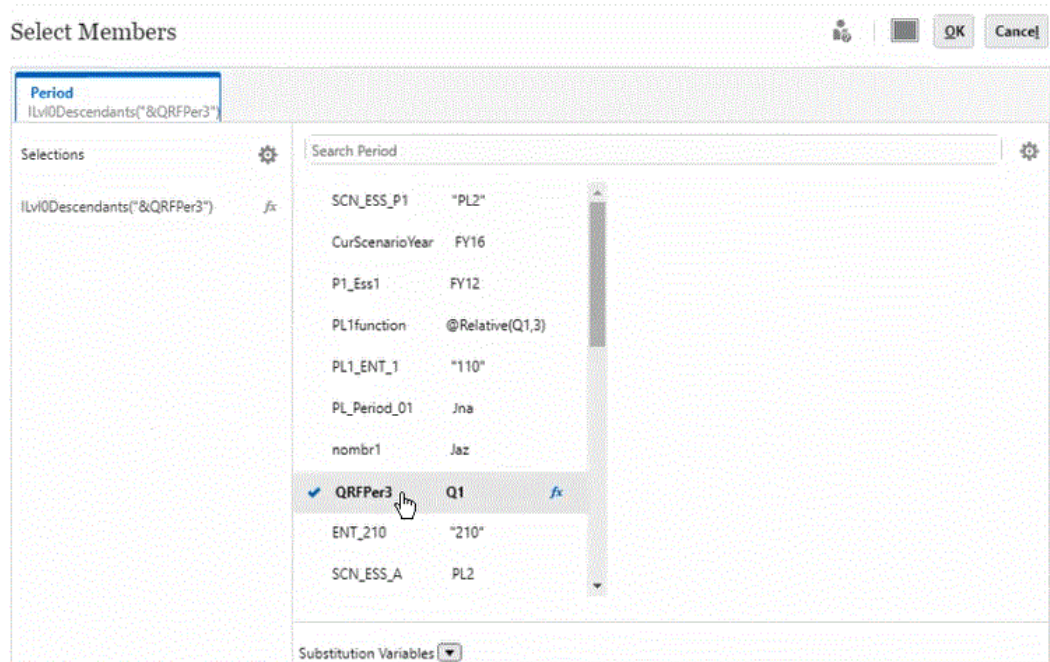 Select Members
OK
Cancel
Period
ILvl0Descendants("&QRFPer3")
Selections
Search Period
ILvl0Descendants("&QRFPer3") fx
SCN_ESS_P1 "PL2"
CurScenarioYear FY16
P1_Ess1 FY12
PL1function @Relative(Q1,3)
PL1_ENT_1 "110"
PL_Period_01 Jna
nombr1 Jaz
QRFPer3 Q1 fx
ENT_210 "210"
SCN_ESS_A PL2
Substitution Variables